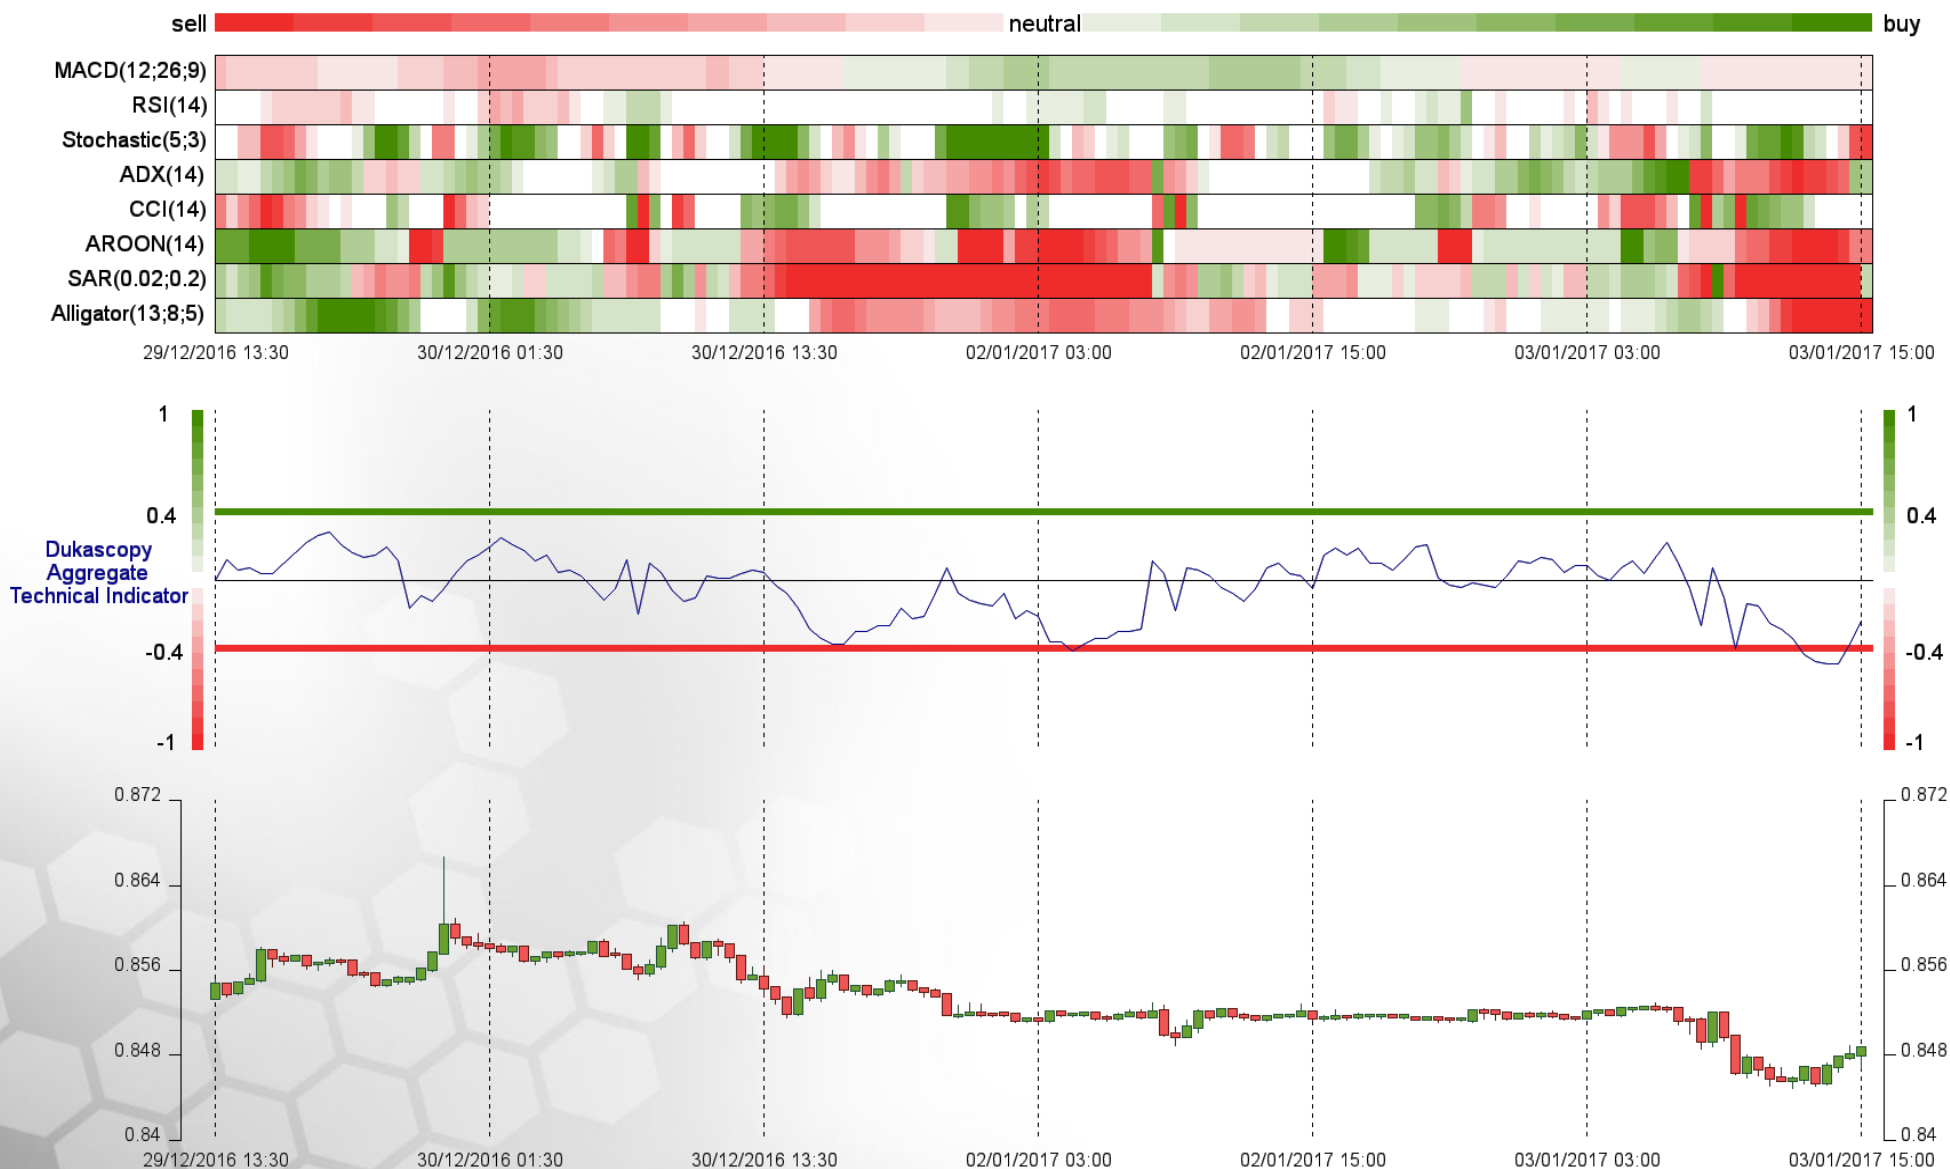 sell neutral buy
MACD(12;26;9)
RSI(14)
Stochastic(5;3)
ADX(14)
CCI(14)
AROON(14)
SAR(0.02;0.2)
Alligator(13;8;5)
29/12/2016 13:30 30/12/2016 01:30 30/12/2016 13:30 02/01/2017 03:00 02/01/2017 15:00 03/01/2017 03:00 03/01/2017 15:00
1 1
0.4 0.4
Dukascopy
Aggregate
Technical Indicator
-0.4 -0.4
-1 -1
0.872 0.872
0.864 0.864
0.856 0.856
0.848 0.848
0.84 0.84
29/12/2016 13:30 30/12/2016 01:30 30/12/2016 13:30 02/01/2017 03:00 02/01/2017 15:00 03/01/2017 03:00 03/01/2017 15:00